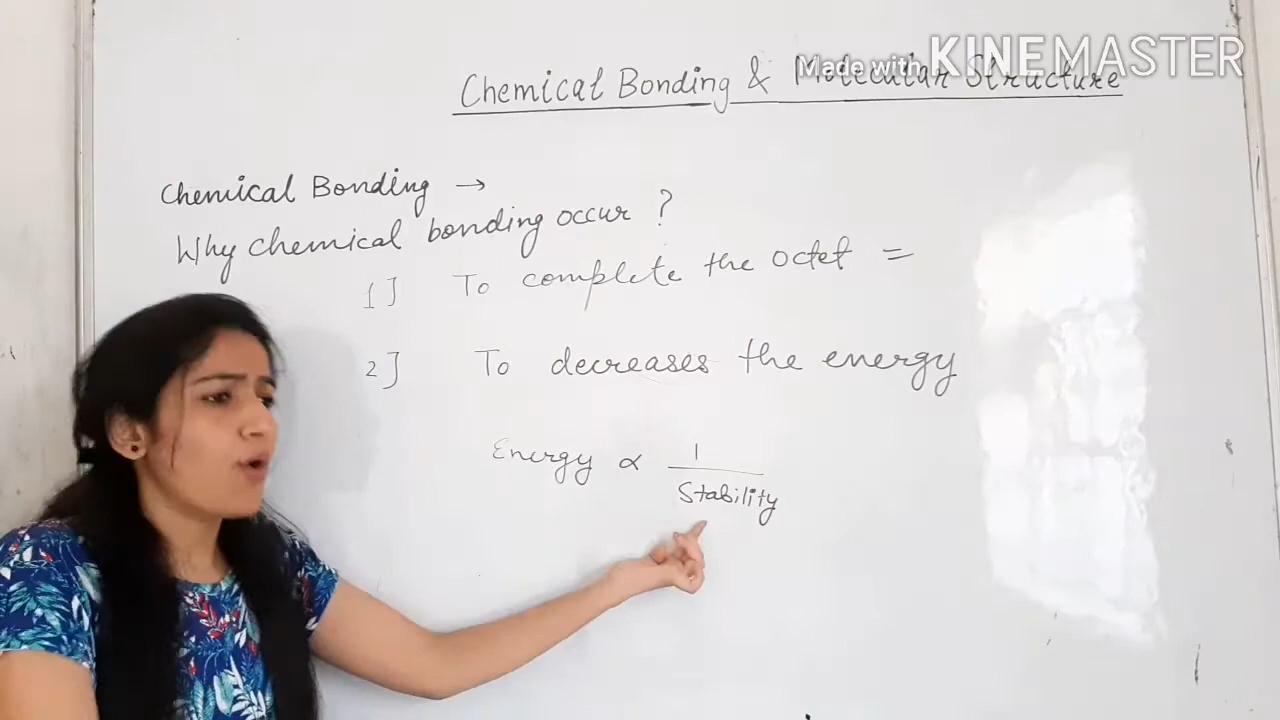 Made with KINEMASTER
Chemical Bonding & Molecular Structure
Chemical Bonding →
Why chemical bonding occur ?
1] To complete the octet =
2] To decreases the energy
Energy ∝ 1
Stability